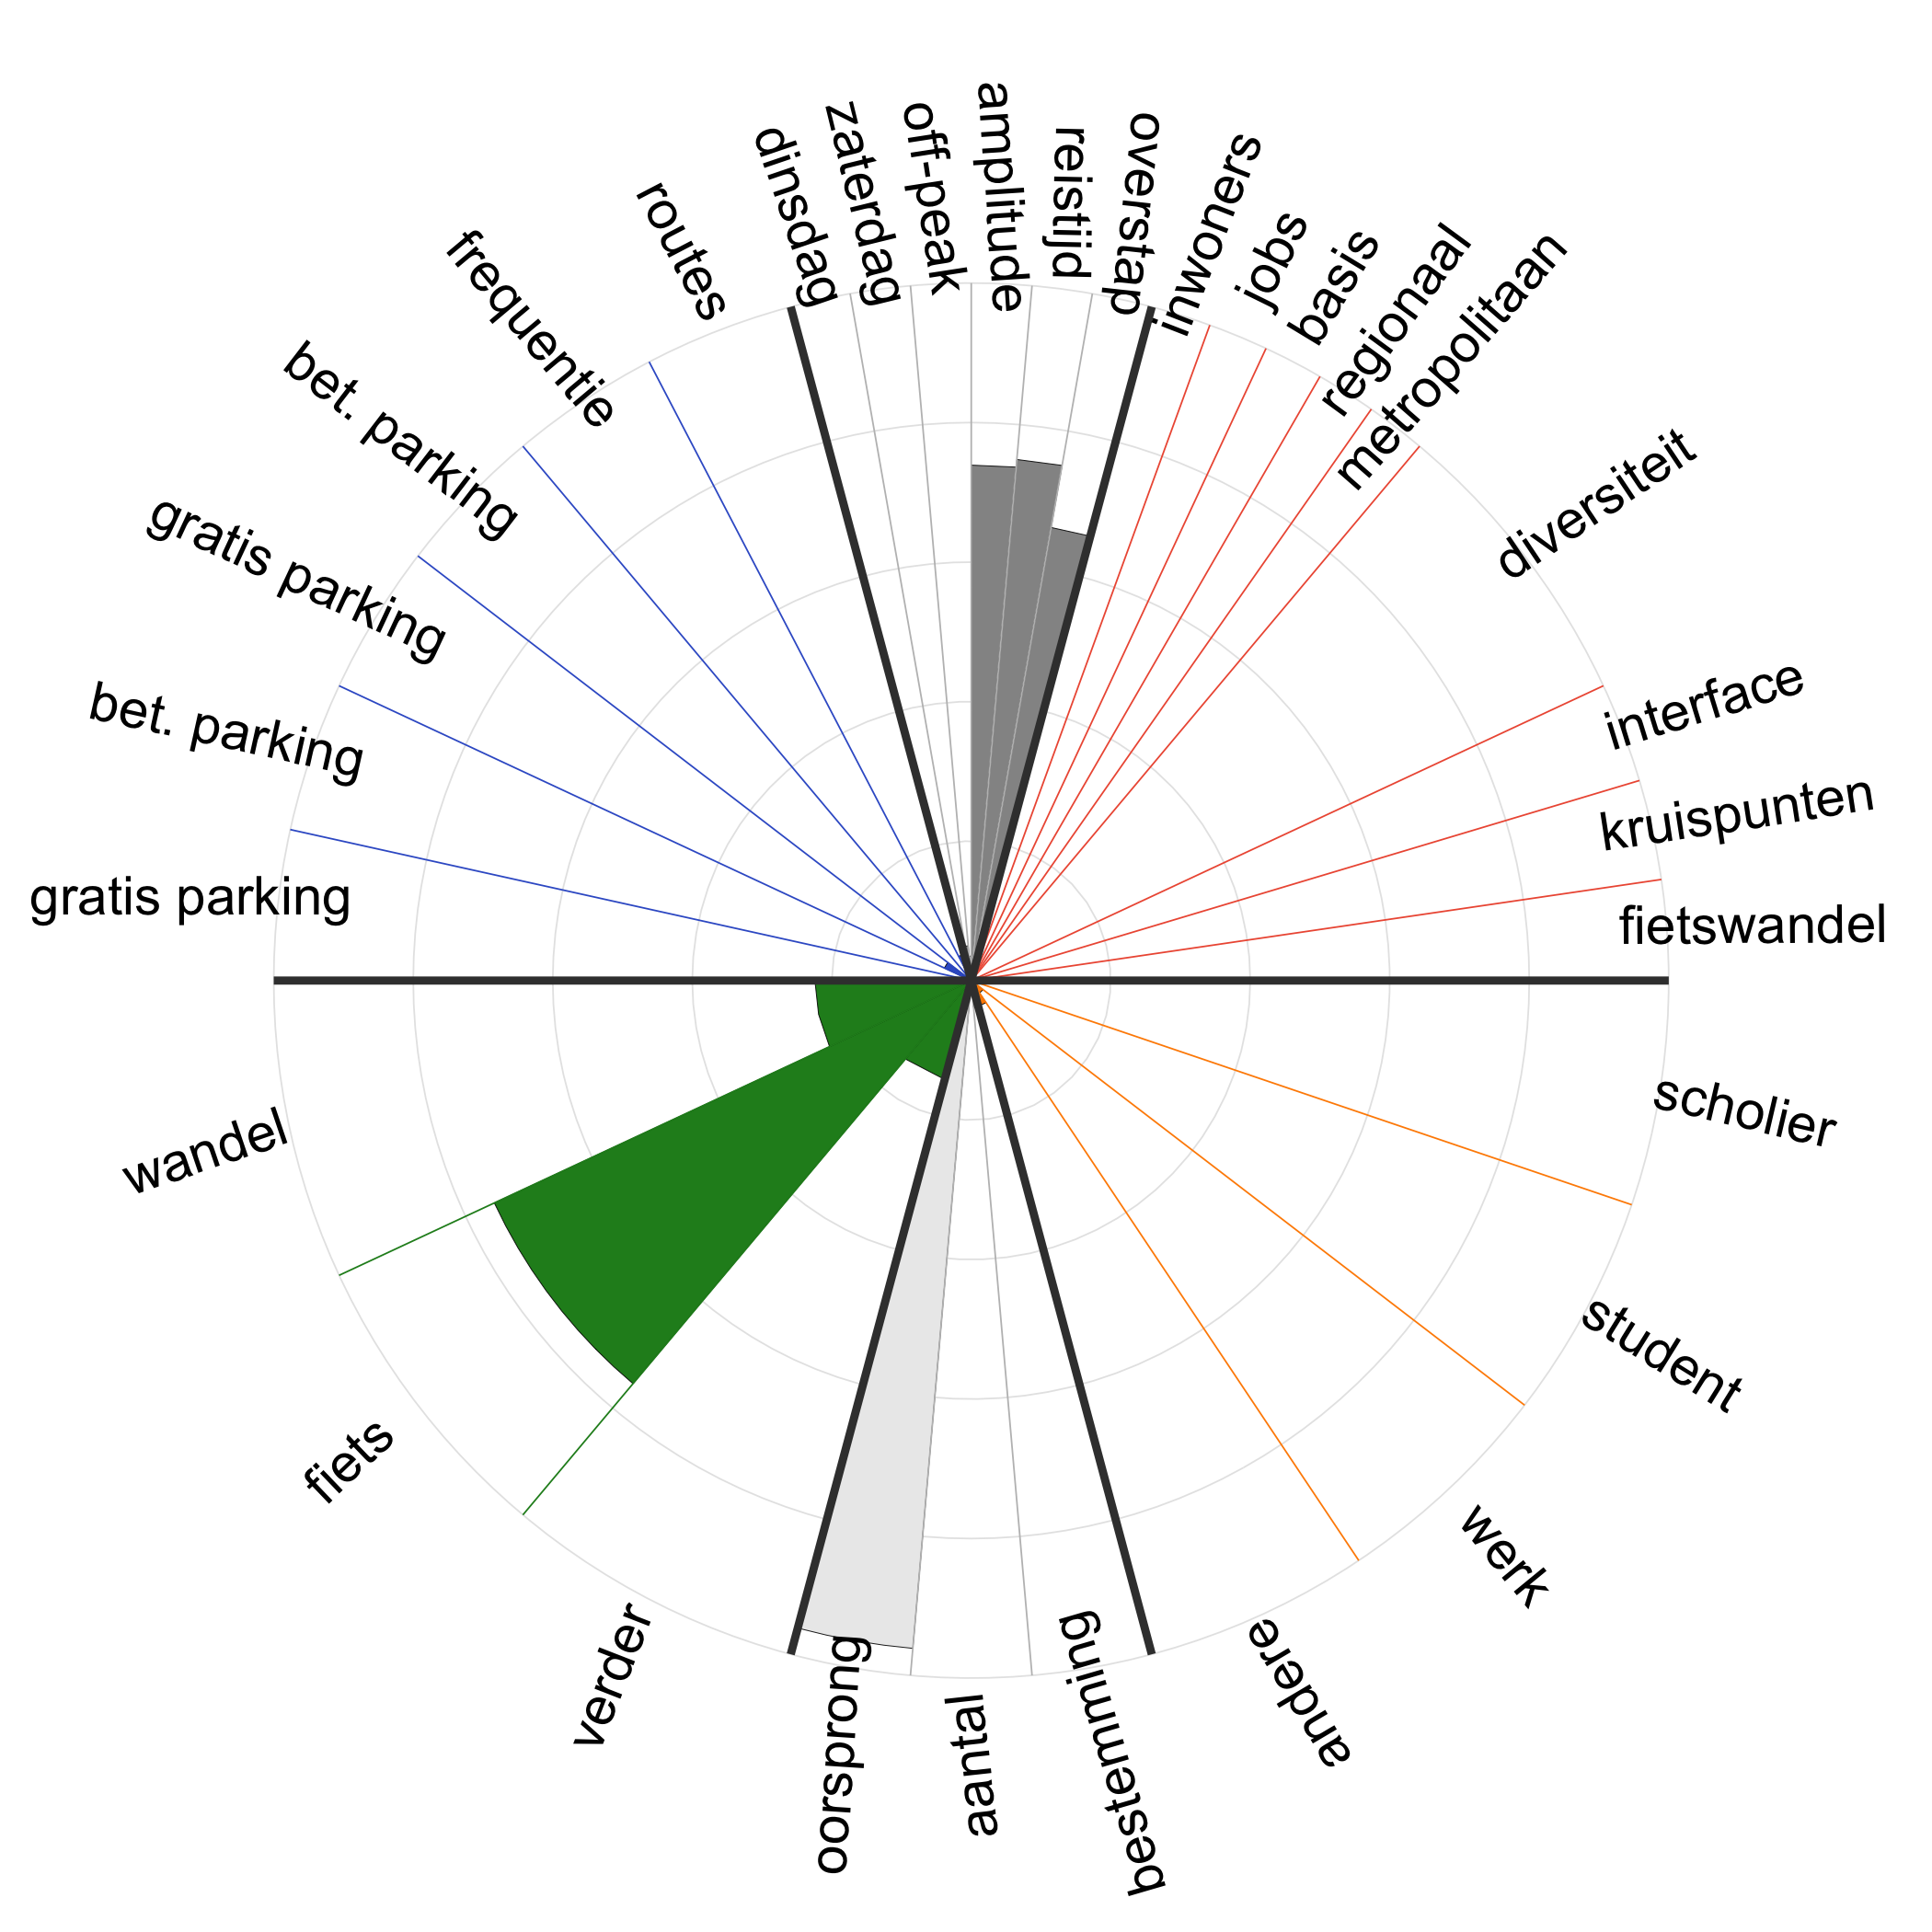 amplitude
reistijd
overstap
inwoners
jobs
basis
regionaal
metropolitaan
diversiteit
interface
kruispunten
fietswandel
scholier
student
werk
andere
bestemming
aantal
oorsprong
verder
fiets
wandel
gratis parking
bet. parking
gratis parking
bet. parking
frequentie
routes
dinsdag
zaterdag
off-peak